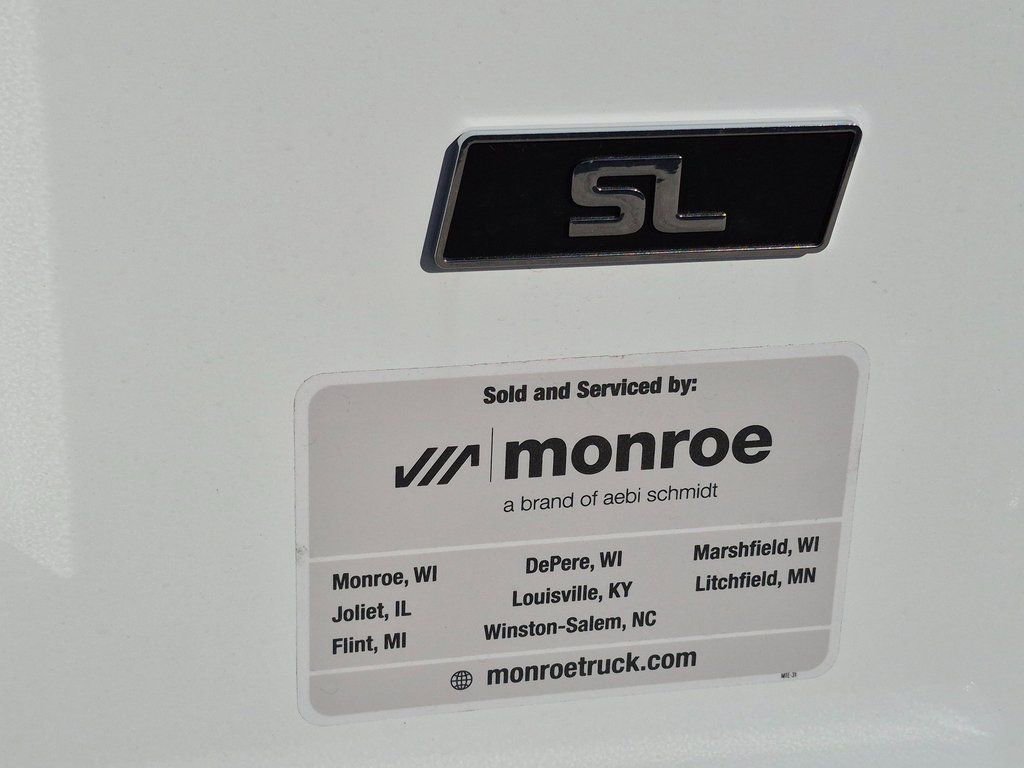 SL
Sold and Serviced by:
monroe
a brand of aebi schmidt
Monroe, WI
Joliet, IL
Flint, MI
DePere, WI
Louisville, KY
Winston-Salem, NC
Marshfield, WI
Litchfield, MN
monroetruck.com